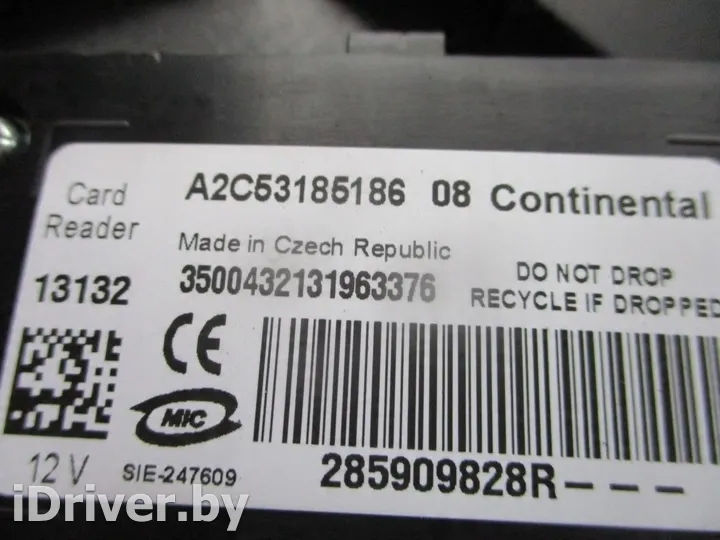 Card
Reader
A2C53185186 08 Continental
Made in Czech Republic
13132
3500432131963376
DO NOT DROP
RECYCLE IF DROPPED
CE
MIC
12 V
SIE-247609
285909828R---
iDriver.by